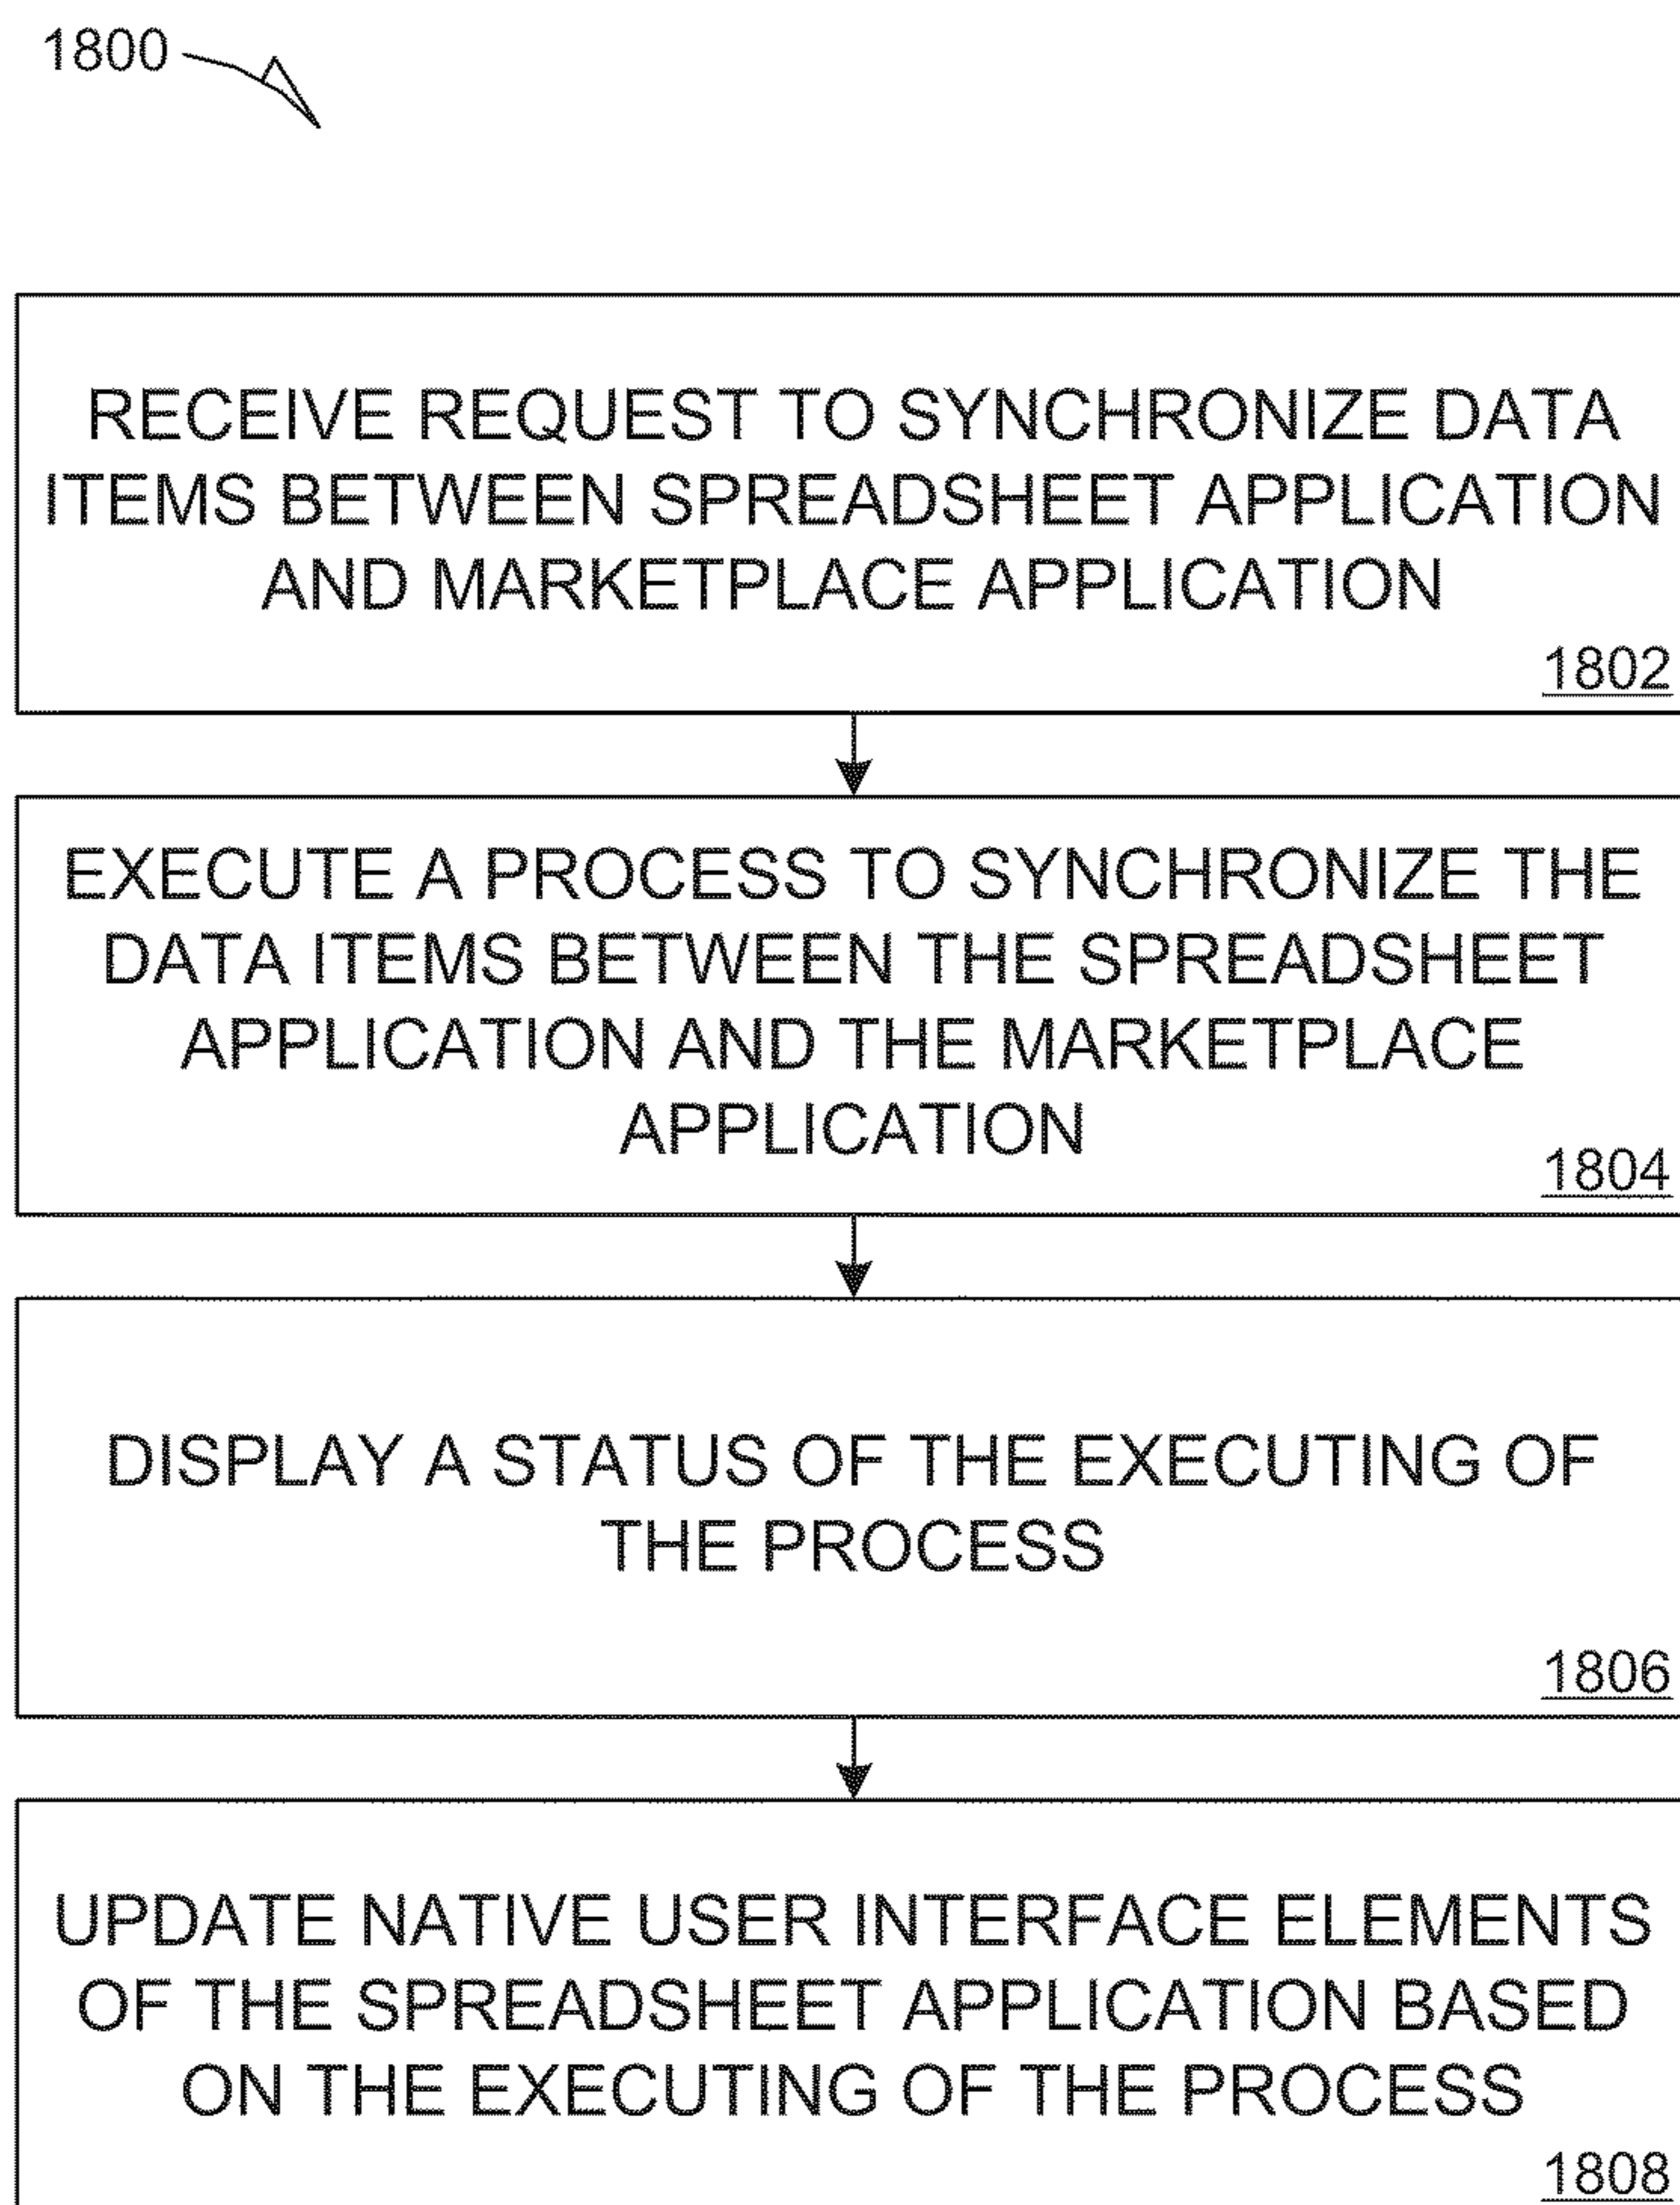 1800
RECEIVE REQUEST TO SYNCHRONIZE DATA
ITEMS BETWEEN SPREADSHEET APPLICATION
AND MARKETPLACE APPLICATION
1802
EXECUTE A PROCESS TO SYNCHRONIZE THE
DATA ITEMS BETWEEN THE SPREADSHEET
APPLICATION AND THE MARKETPLACE
APPLICATION
1804
DISPLAY A STATUS OF THE EXECUTING OF
THE PROCESS
1806
UPDATE NATIVE USER INTERFACE ELEMENTS
OF THE SPREADSHEET APPLICATION BASED
ON THE EXECUTING OF THE PROCESS
1808